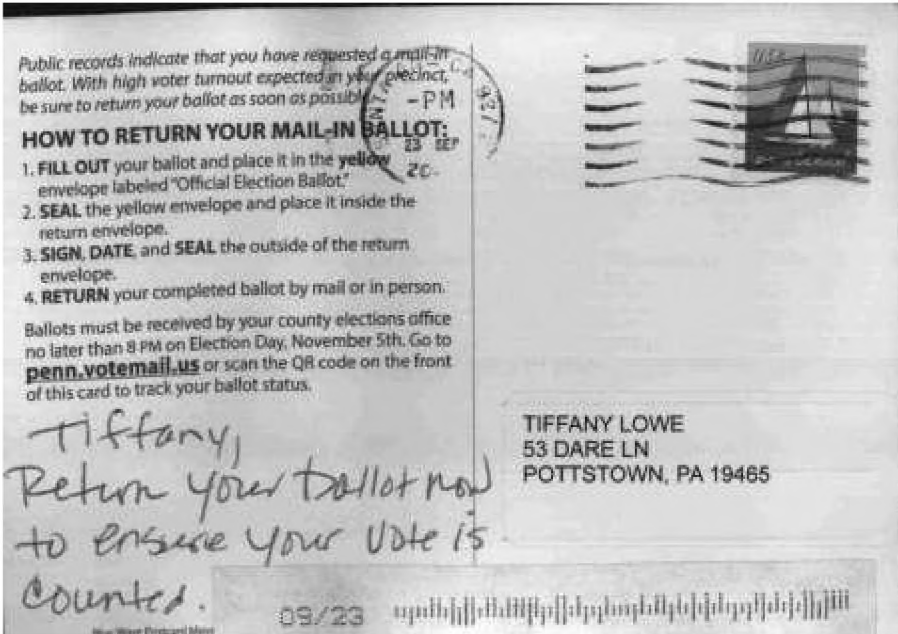 Public records indicate that you have requested a mail-in
ballot. With high voter turnout expected in your precinct,
be sure to return your ballot as soon as possible.
HOW TO RETURN YOUR MAIL-IN BALLOT:
1. FILL OUT your ballot and place it in the yellow
envelope labeled "Official Election Ballot."
2. SEAL the yellow envelope and place it inside the
return envelope.
3. SIGN, DATE, and SEAL the outside of the return
envelope.
4. RETURN your completed ballot by mail or in person.
Ballots must be received by your county elections office
no later than 8 PM on Election Day, November 5th. Go to
penn.votemail.us or scan the QR code on the front
of this card to track your ballot status.
Tiffany,
Return your ballot now
to ensure your vote is
counted.
-PM
23 SEP
20
USA
TIFFANY LOWE
53 DARE LN
POTTSTOWN, PA 19465
09/23